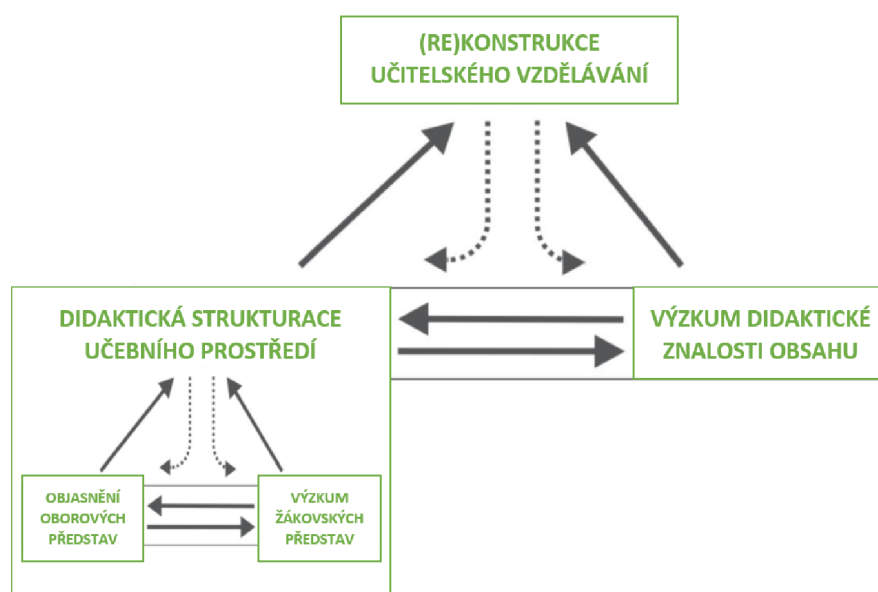 (RE)KONSTRUKCE
UČITELSKÉHO VZDĚLÁVÁNÍ
DIDAKTICKÁ STRUKTURACE
UČEBNÍHO PROSTŘEDÍ
VÝZKUM DIDAKTICKÉ
ZNALOSTI OBSAHU
OBJASNĚNÍ
OBOROVÝCH
PŘEDSTAV
VÝZKUM
ŽÁKOVSKÝCH
PŘEDSTAV